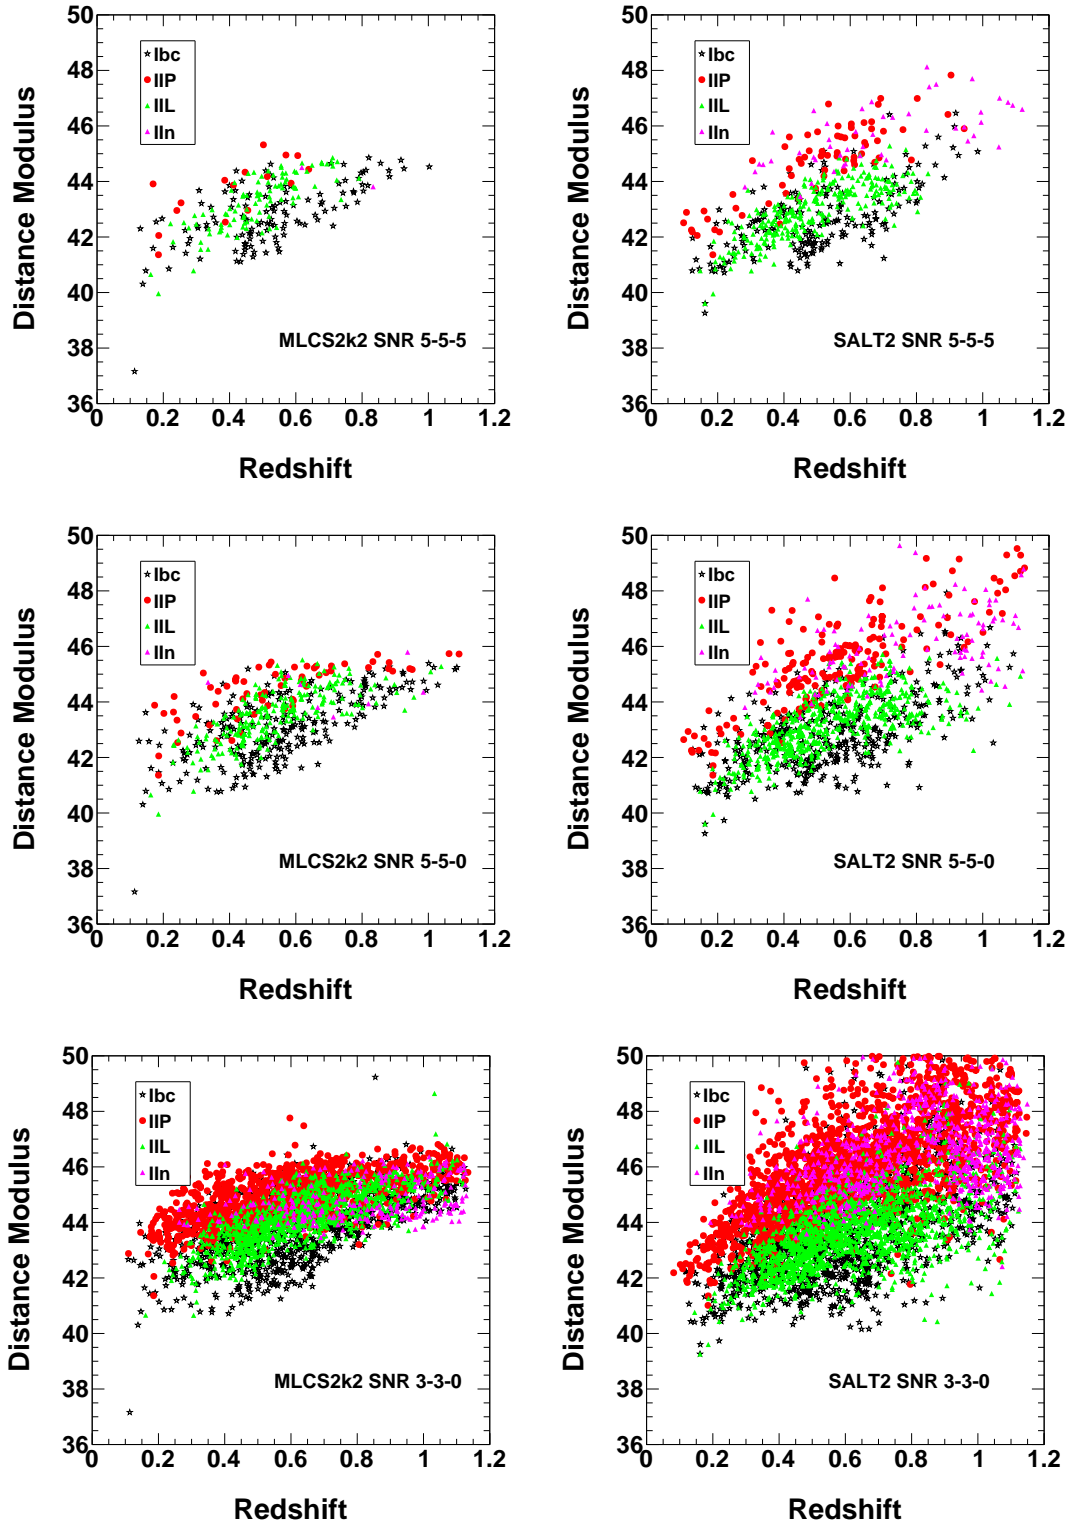 50
48
46
44
42
40
38
36
0 0.2 0.4 0.6 0.8 1 1.2
Distance Modulus
Redshift
Ibc
IIP
IIL
IIn
MLCS2k2 SNR 5-5-5
50
48
46
44
42
40
38
36
0 0.2 0.4 0.6 0.8 1 1.2
Distance Modulus
Redshift
Ibc
IIP
IIL
IIn
SALT2 SNR 5-5-5
50
48
46
44
42
40
38
36
0 0.2 0.4 0.6 0.8 1 1.2
Distance Modulus
Redshift
Ibc
IIP
IIL
IIn
MLCS2k2 SNR 5-5-0
50
48
46
44
42
40
38
36
0 0.2 0.4 0.6 0.8 1 1.2
Distance Modulus
Redshift
Ibc
IIP
IIL
IIn
SALT2 SNR 5-5-0
50
48
46
44
42
40
38
36
0 0.2 0.4 0.6 0.8 1 1.2
Distance Modulus
Redshift
Ibc
IIP
IIL
IIn
MLCS2k2 SNR 3-3-0
50
48
46
44
42
40
38
36
0 0.2 0.4 0.6 0.8 1 1.2
Distance Modulus
Redshift
Ibc
IIP
IIL
IIn
SALT2 SNR 3-3-0